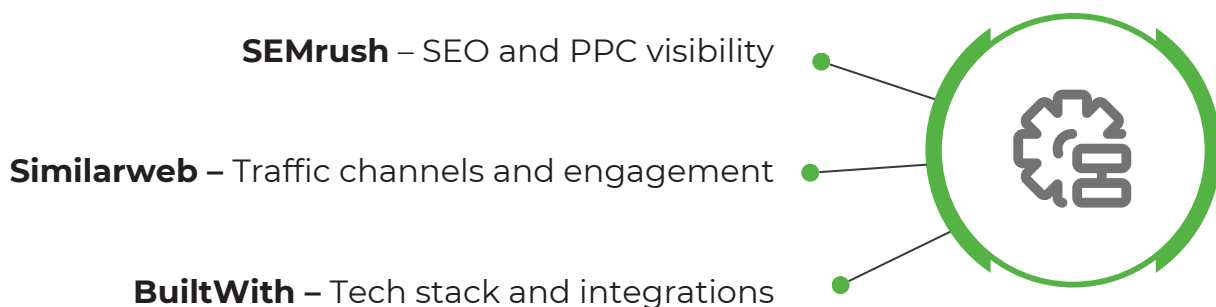 SEMrush – SEO and PPC visibility
Similarweb – Traffic channels and engagement
BuiltWith – Tech stack and integrations